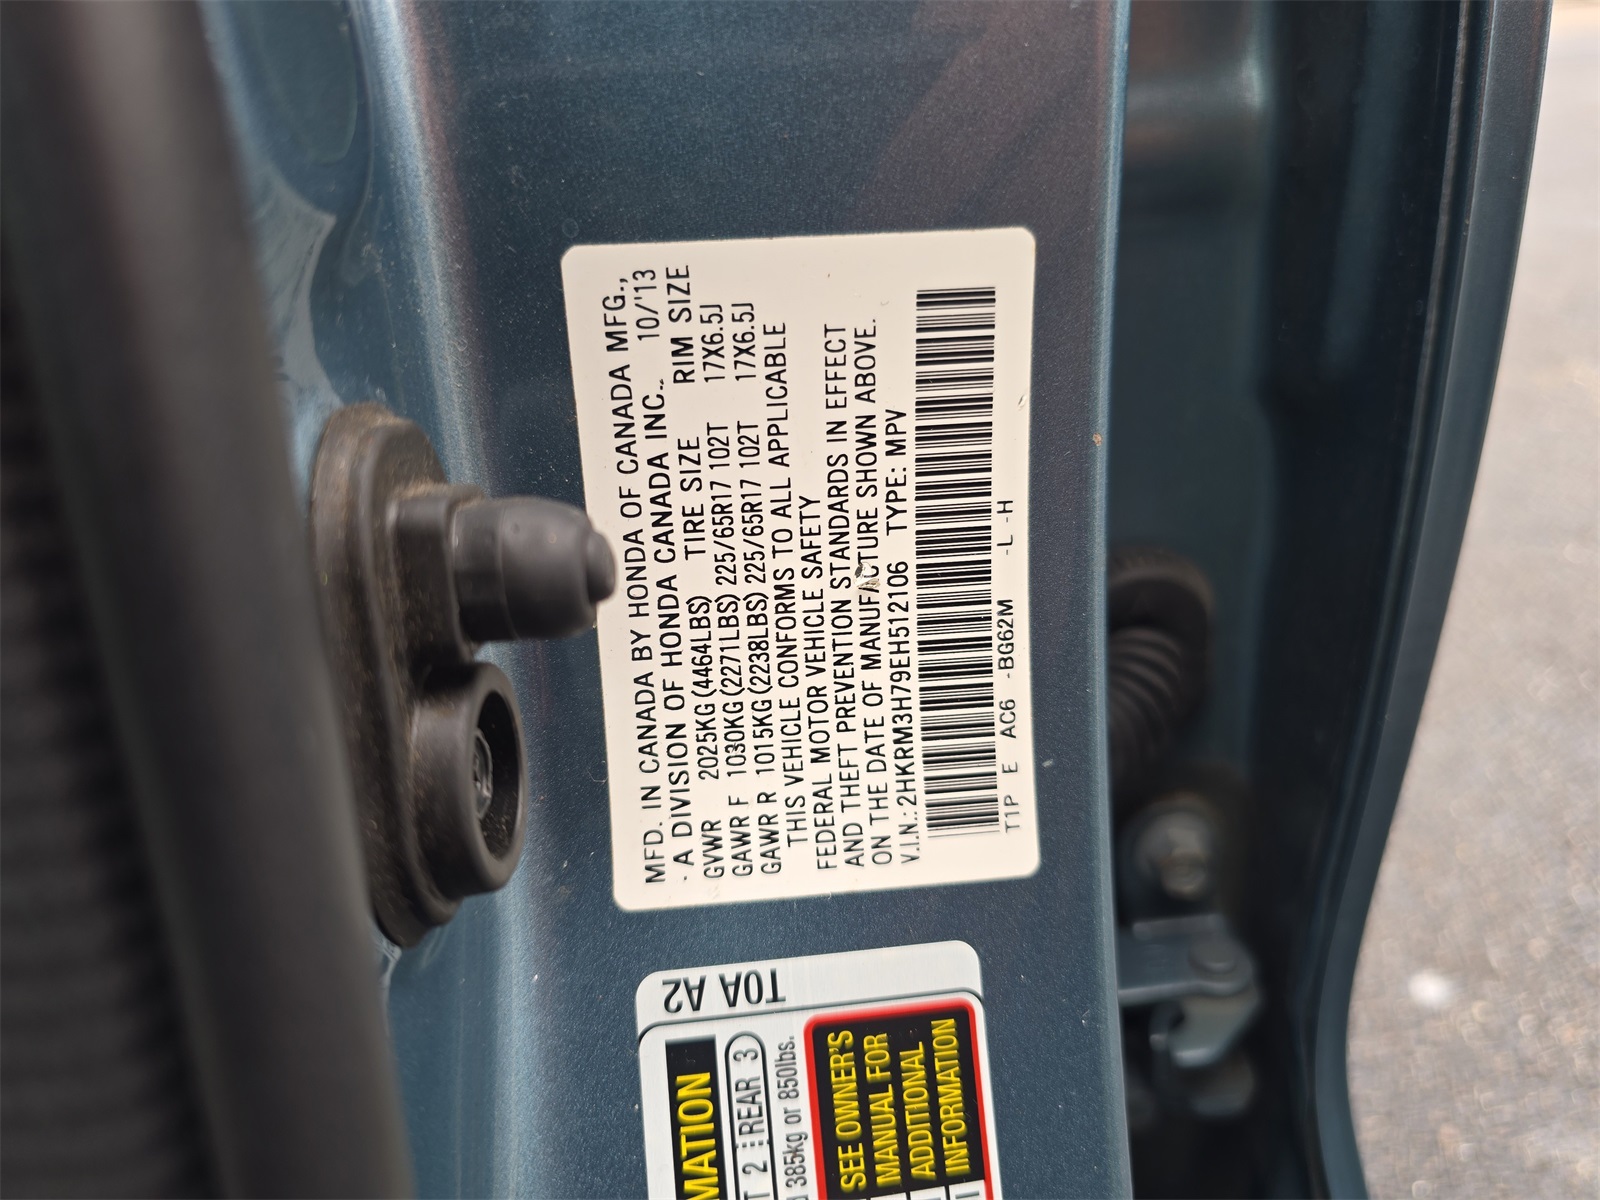 MFD. IN CANADA BY HONDA OF CANADA MFG.,
A DIVISION OF HONDA CANADA INC., 10/'13
GVWR 2025KG(4464LBS) TIRE SIZE RIM SIZE
GAWR F 1030KG(2271LBS) 225/65R17 102T 17X6.5J
GAWR R 1015KG(2238LBS) 225/65R17 102T 17X6.5J
THIS VEHICLE CONFORMS TO ALL APPLICABLE
FEDERAL MOTOR VEHICLE SAFETY
AND THEFT PREVENTION STANDARDS IN EFFECT
ON THE DATE OF MANUFACTURE SHOWN ABOVE.
V.I.N.: 2HKRM3H79EH512106 TYPE: MPV
T1P E AC6 -BG62M -L -H
T0A A2
MATION
T 2 REAR 3
385kg or 850lbs.
SEE OWNER'S
MANUAL FOR
ADDITIONAL
INFORMATION